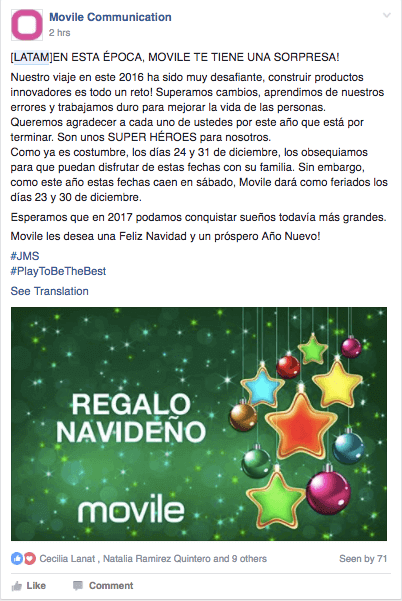 Movile Communication
2 hrs
[LATAM]EN ESTA ÉPOCA, MOVILE TE TIENE UNA SORPRESA!
Nuestro viaje en este 2016 ha sido muy desafiante, construir productos
innovadores es todo un reto! Superamos cambios, aprendimos de nuestros
errores y trabajamos duro para mejorar la vida de las personas.
Queremos agradecer a cada uno de ustedes por este año que está por
terminar. Son unos SUPER HÉROES para nosotros.
Como ya es costumbre, los días 24 y 31 de diciembre, los obsequiamos
para que puedan disfrutar de estas fechas con su familia. Sin embargo,
como este año estas fechas caen en sábado, Movile dará como feriados los
días 23 y 30 de diciembre.
Esperamos que en 2017 podamos conquistar sueños todavía más grandes.
Movile les desea una Feliz Navidad y un próspero Año Nuevo!
#JMS
#PlayToBeTheBest
See Translation
REGALO
NAVIDEÑO
movile
Cecilia Lanat , Natalia Ramirez Quintero and 9 others
Seen by 71
Like
Comment